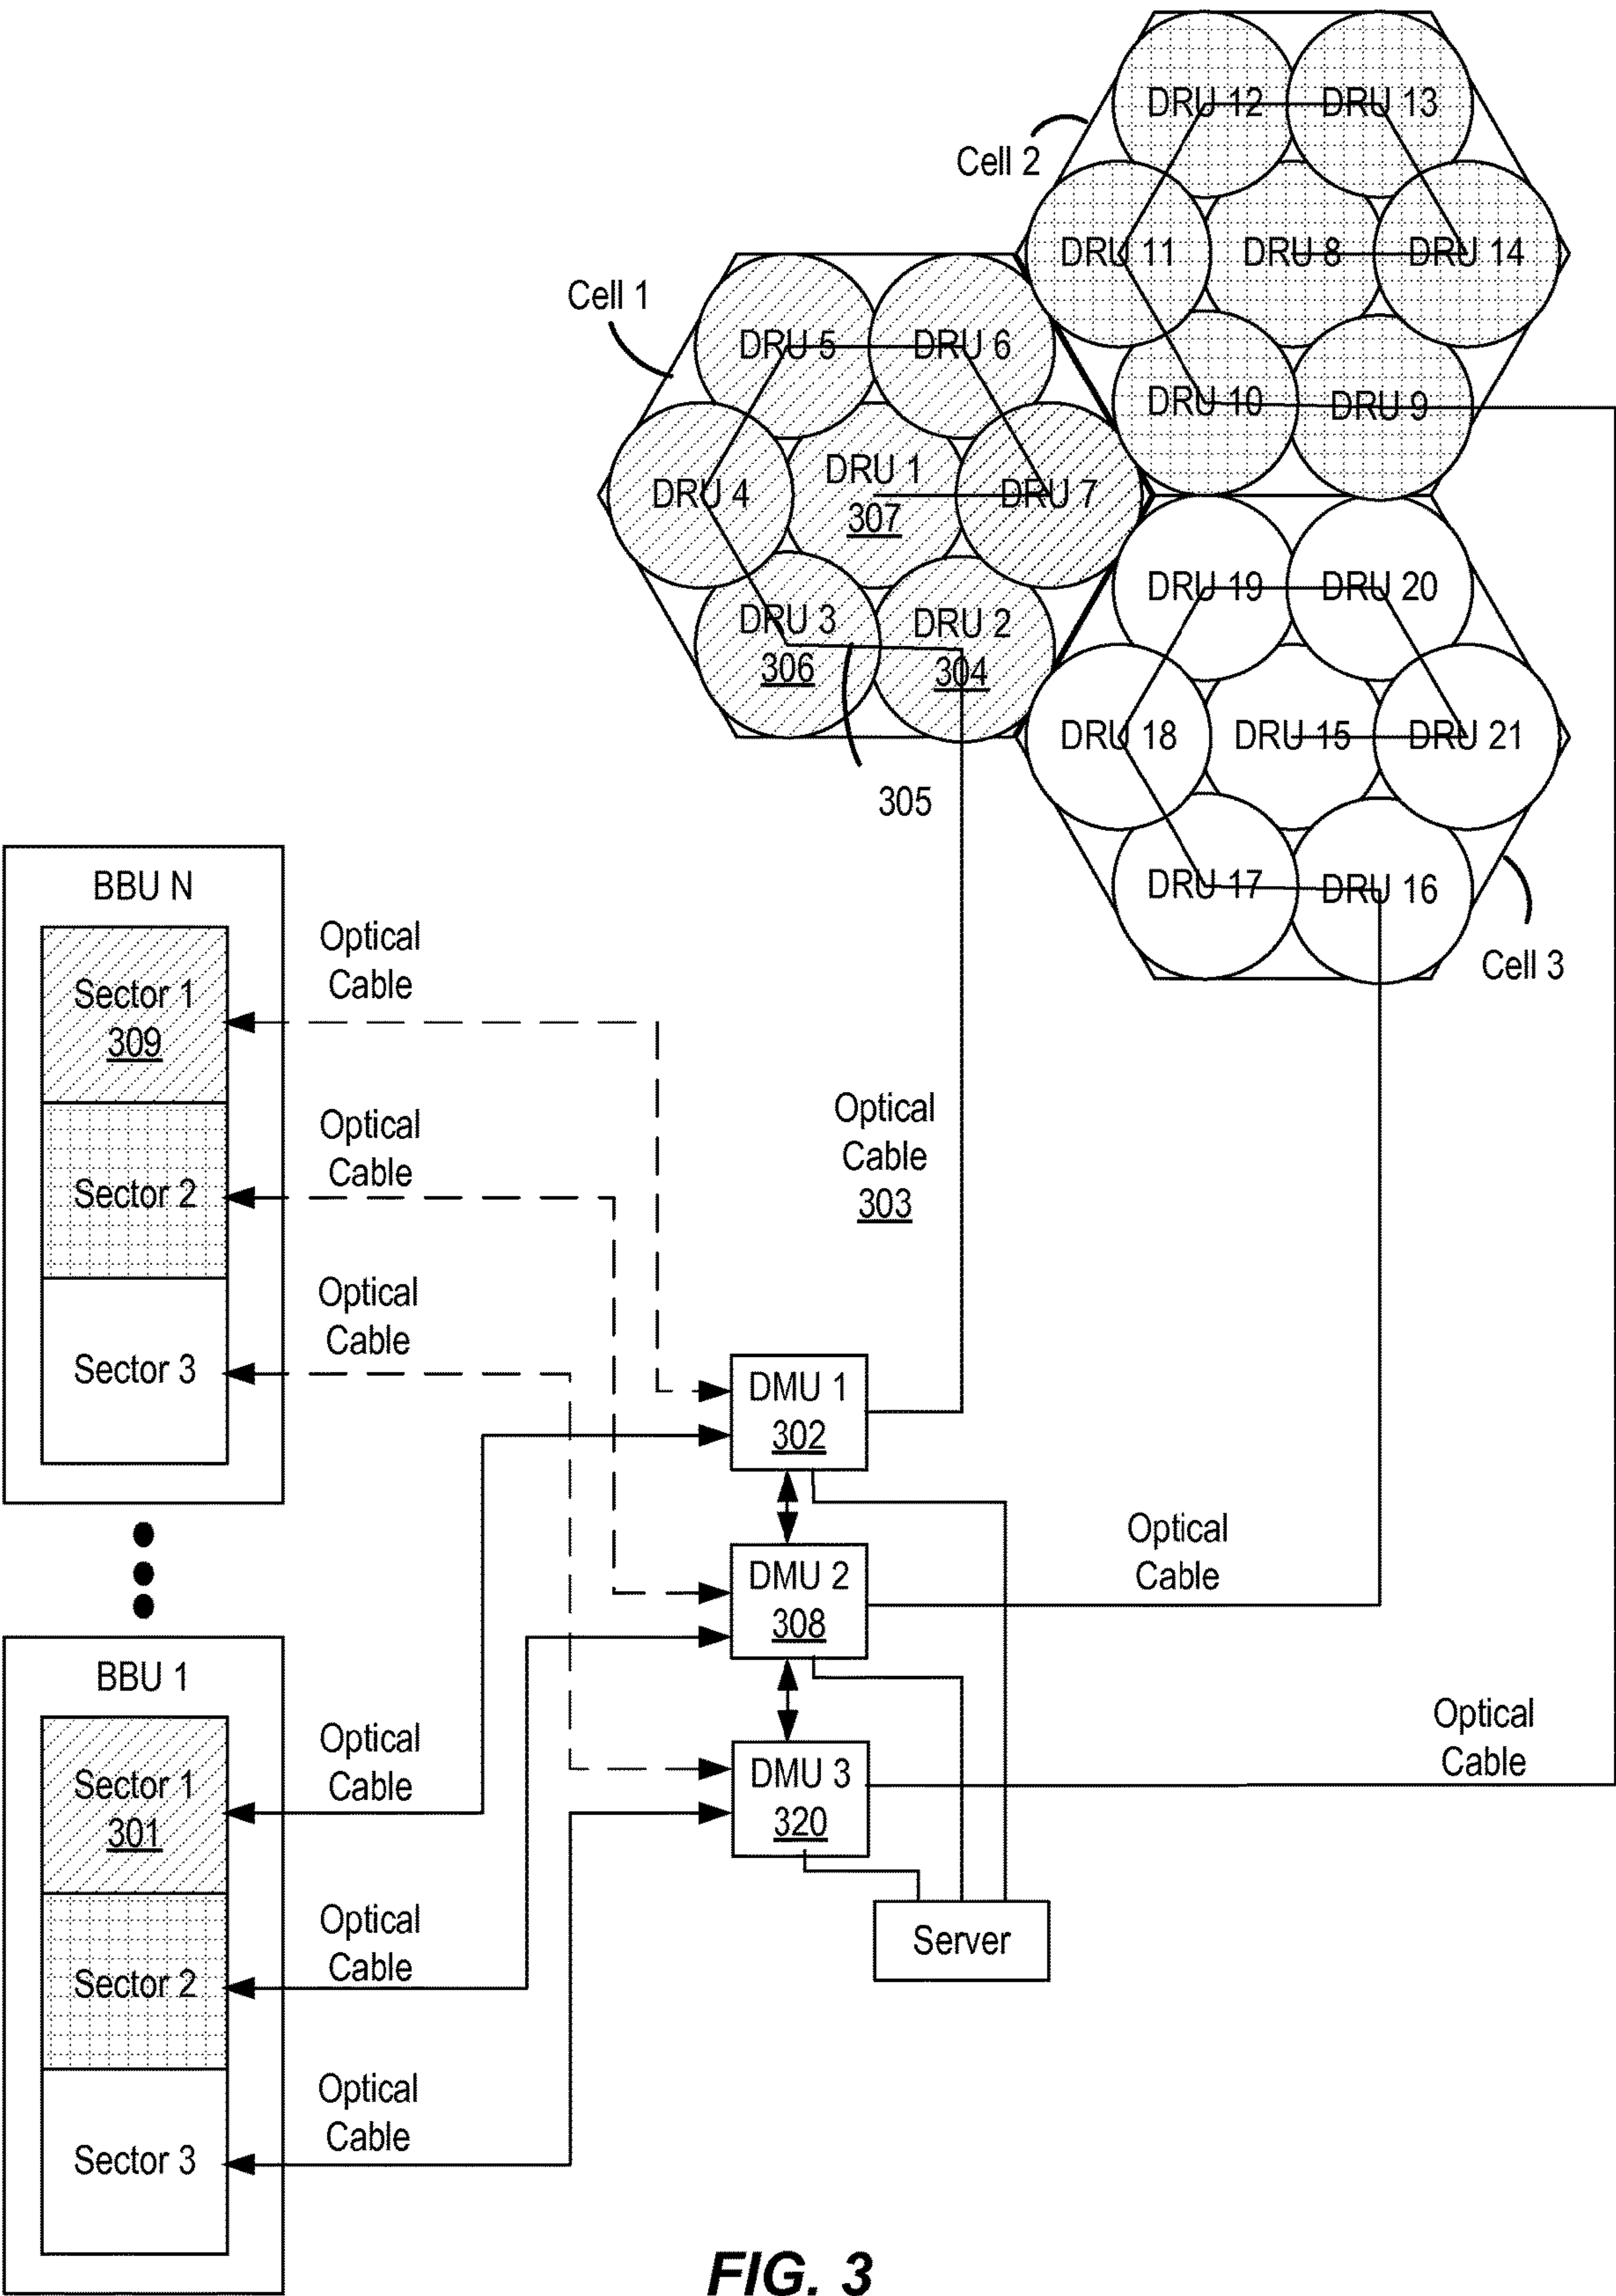 DRU 12
DRU 13
Cell 2
DRU 11
DRU 8
DRU 14
Cell 1
DRU 5
DRU 6
DRU 10
DRU 9
DRU 4
DRU 1
307
DRU 7
DRU 3
306
DRU 2
304
305
DRU 19
DRU 20
DRU 18
DRU 15
DRU 21
DRU 17
DRU 16
Cell 3
BBU N
Sector 1
309
Sector 2
Sector 3
Optical
Cable
Optical
Cable
Optical
Cable
Optical
Cable
303
DMU 1
302
DMU 2
308
DMU 3
320
Optical
Cable
Optical
Cable
Server
BBU 1
Sector 1
301
Sector 2
Sector 3
Optical
Cable
Optical
Cable
Optical
Cable
FIG. 3